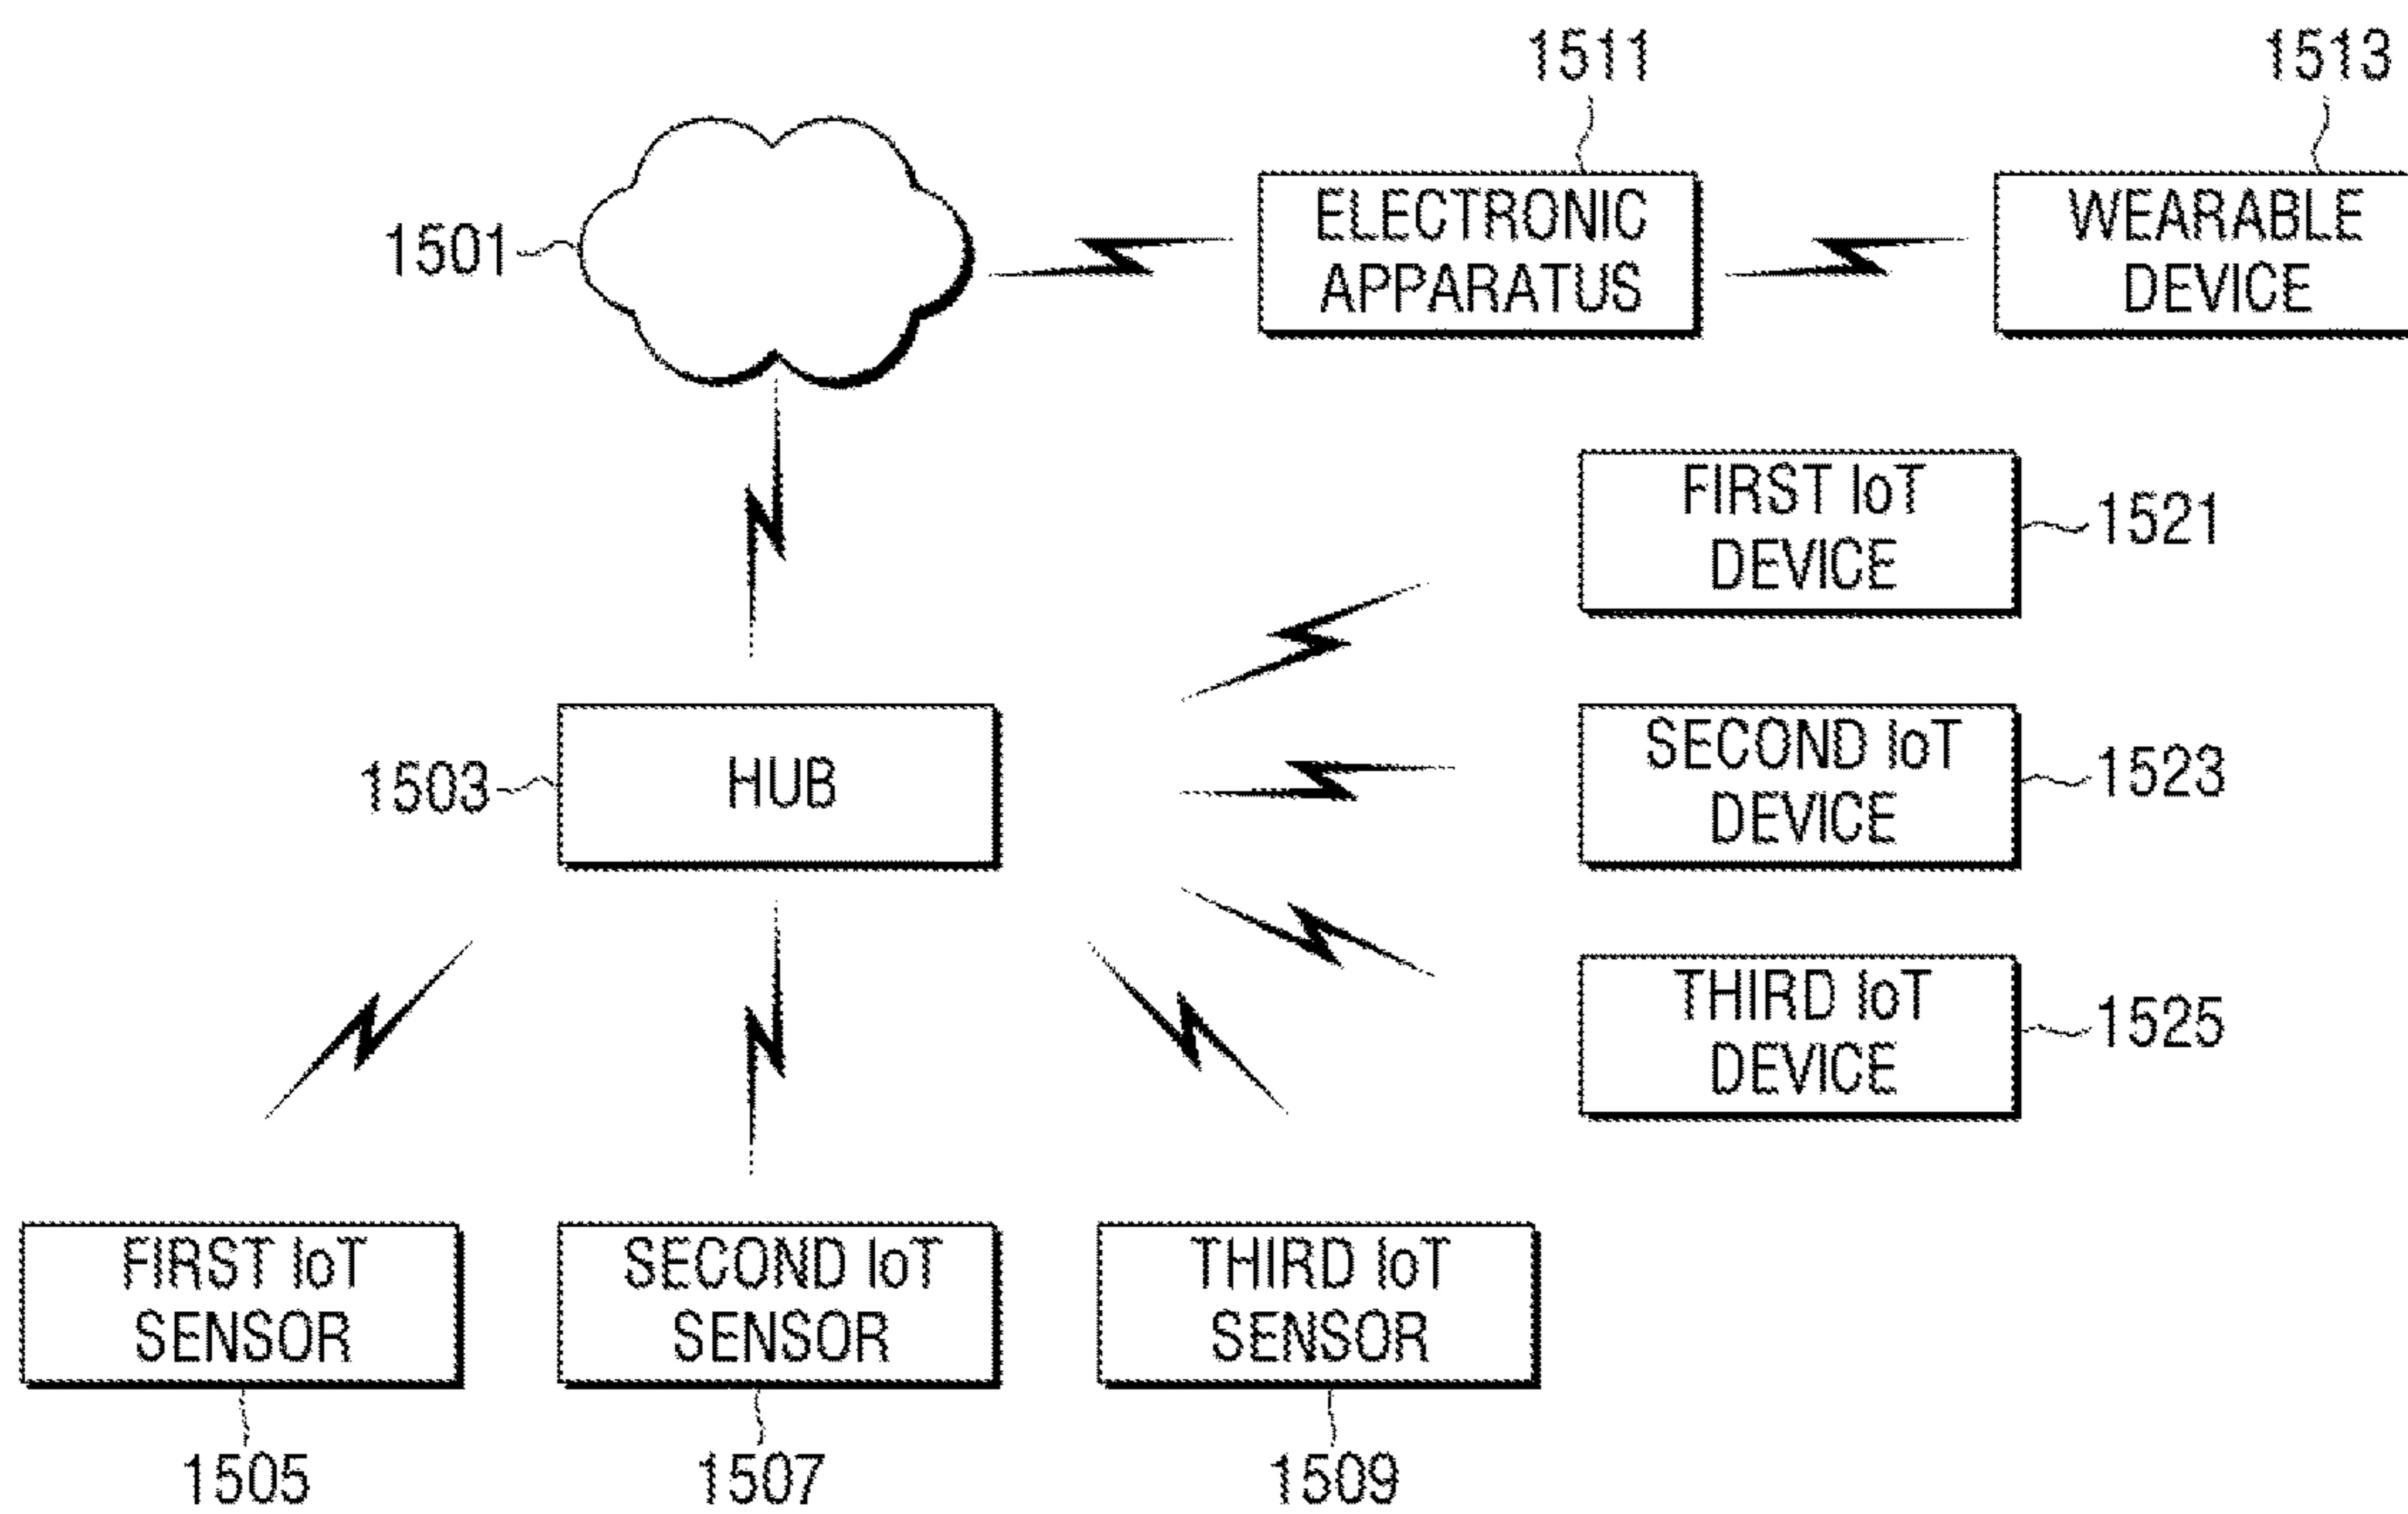 1511
1513
1501
ELECTRONIC
APPARATUS
WEARABLE
DEVICE
FIRST IoT
DEVICE
1521
1503
HUB
SECOND IoT
DEVICE
1523
THIRD IoT
DEVICE
1525
FIRST IoT
SENSOR
SECOND IoT
SENSOR
THIRD IoT
SENSOR
1505
1507
1509